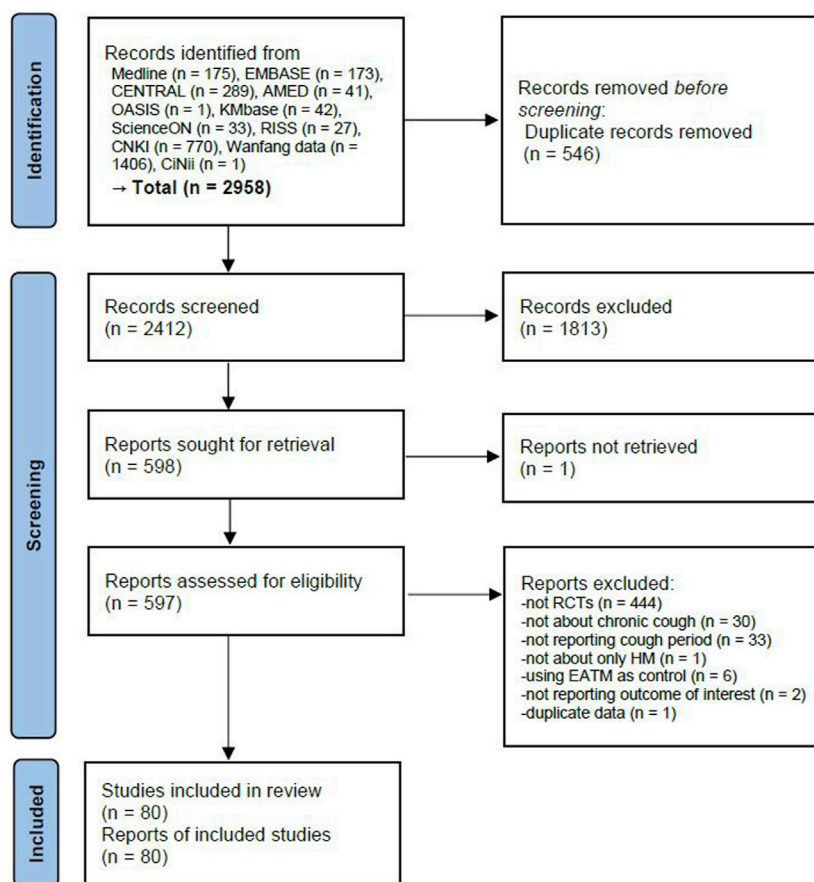 Identification
Records identified from
Medline (n = 175), EMBASE (n = 173),
CENTRAL (n = 289), AMED (n = 41),
OASIS (n = 1), KMbase (n = 42),
ScienceON (n = 33), RISS (n = 27),
CNKI (n = 770), Wanfang data (n =
1406), CiNii (n = 1)
→ Total (n = 2958)
Records removed before
screening:
Duplicate records removed
(n = 546)
Screening
Records screened
(n = 2412)
Records excluded
(n = 1813)
Reports sought for retrieval
(n = 598)
Reports not retrieved
(n = 1)
Reports assessed for eligibility
(n = 597)
Reports excluded:
-not RCTs (n = 444)
-not about chronic cough (n = 30)
-not reporting cough period (n = 33)
-not about only HM (n = 1)
-using EATM as control (n = 6)
-not reporting outcome of interest (n = 2)
-duplicate data (n = 1)
Included
Studies included in review
(n = 80)
Reports of included studies
(n = 80)